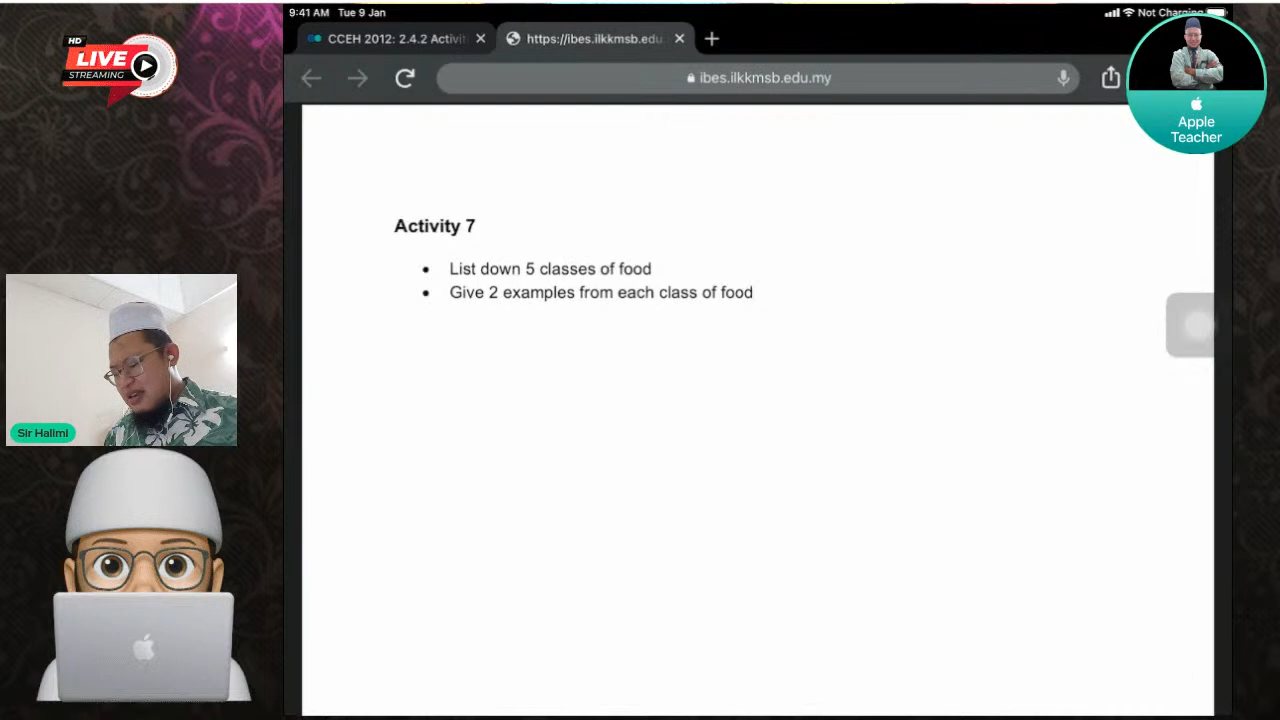 9:41 AM Tue 9 Jan
Not Charging
HD
LIVE
STREAMING
CCEH 2012: 2.4.2 Activit
https://ibes.ilkkmsb.edu.
ibes.ilkkmsb.edu.my
Apple
Teacher
Activity 7
• List down 5 classes of food
• Give 2 examples from each class of food
Sir Halimi